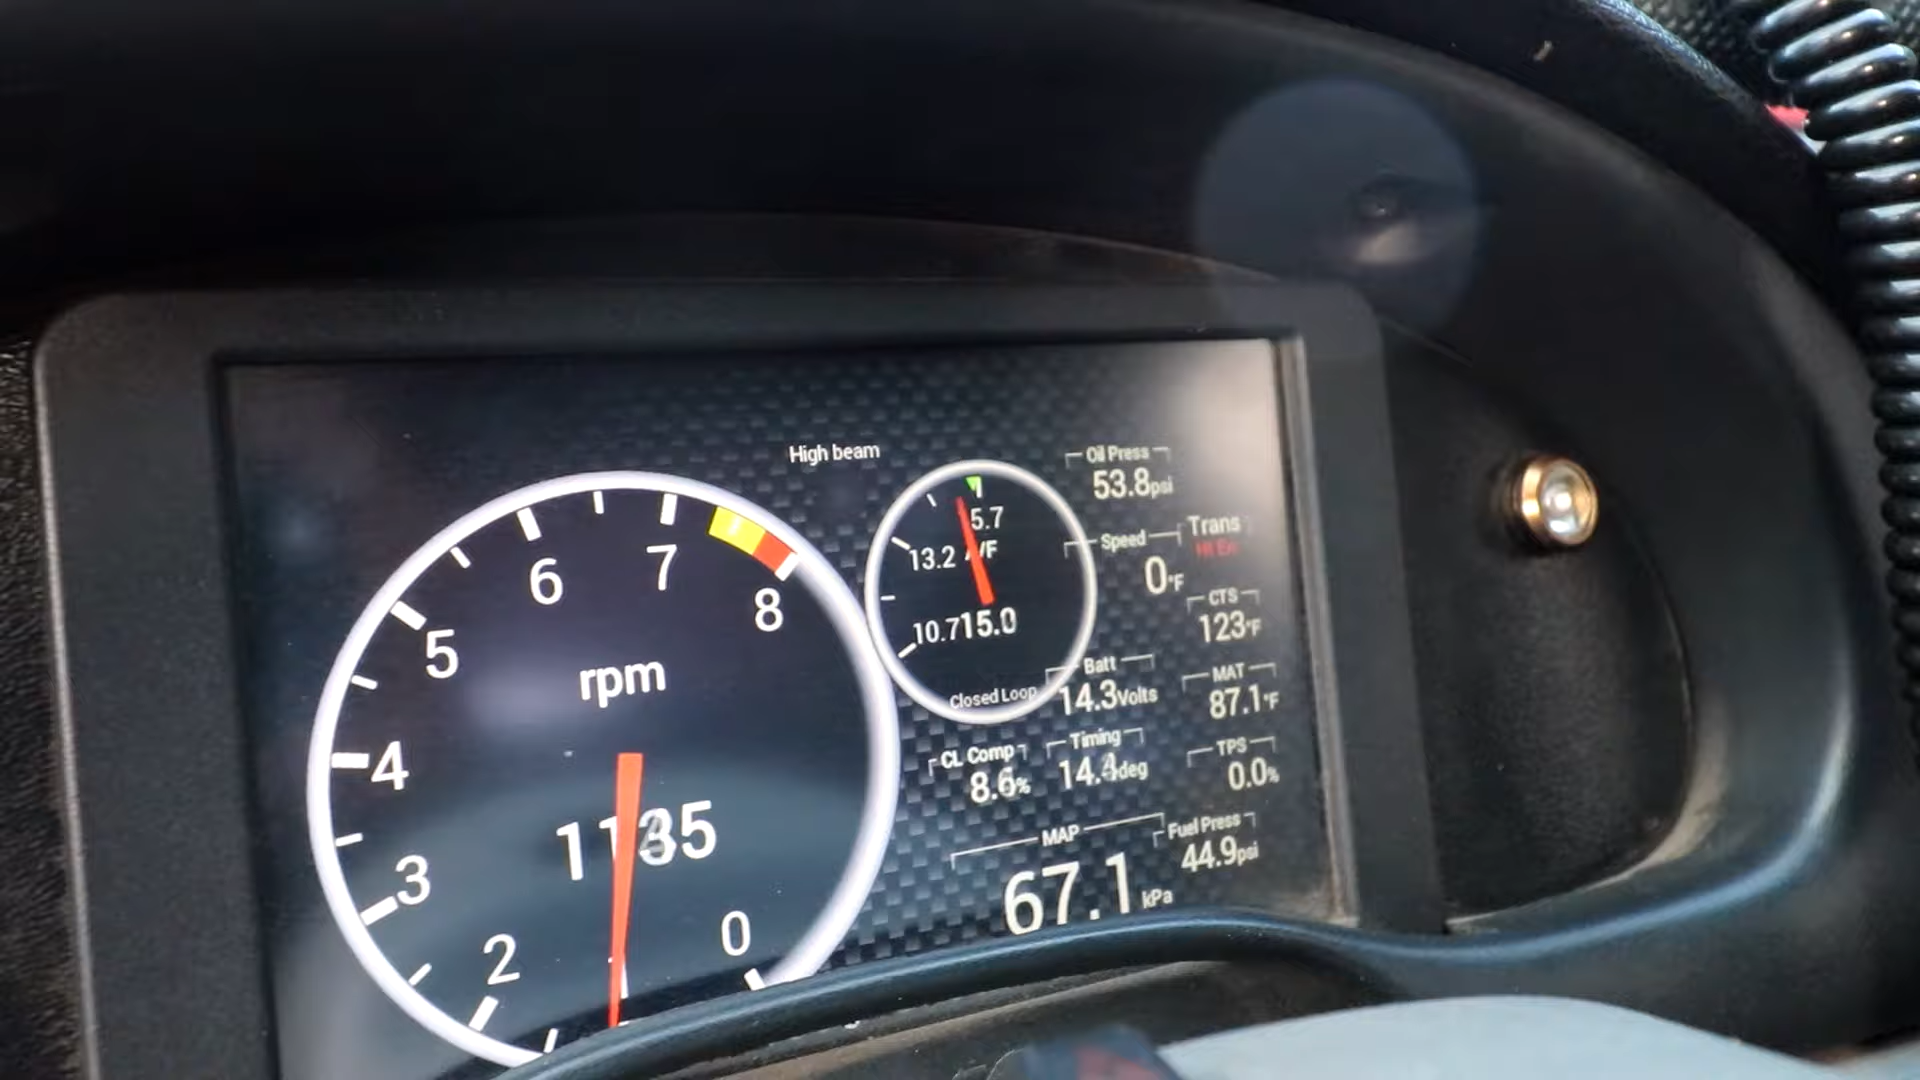 High beam
Oil Press
53.8psi
5.7
13.2 A/F
10.7 15.0
Closed Loop
Speed
0°F
Trans
CTS
123°F
Batt
14.3Volts
MAT
87.1°F
CL Comp
8.6%
Timing
14.4deg
TPS
0.0%
MAP
67.1kPa
Fuel Press
44.9psi
6
7
5
8
rpm
4
3
2
0